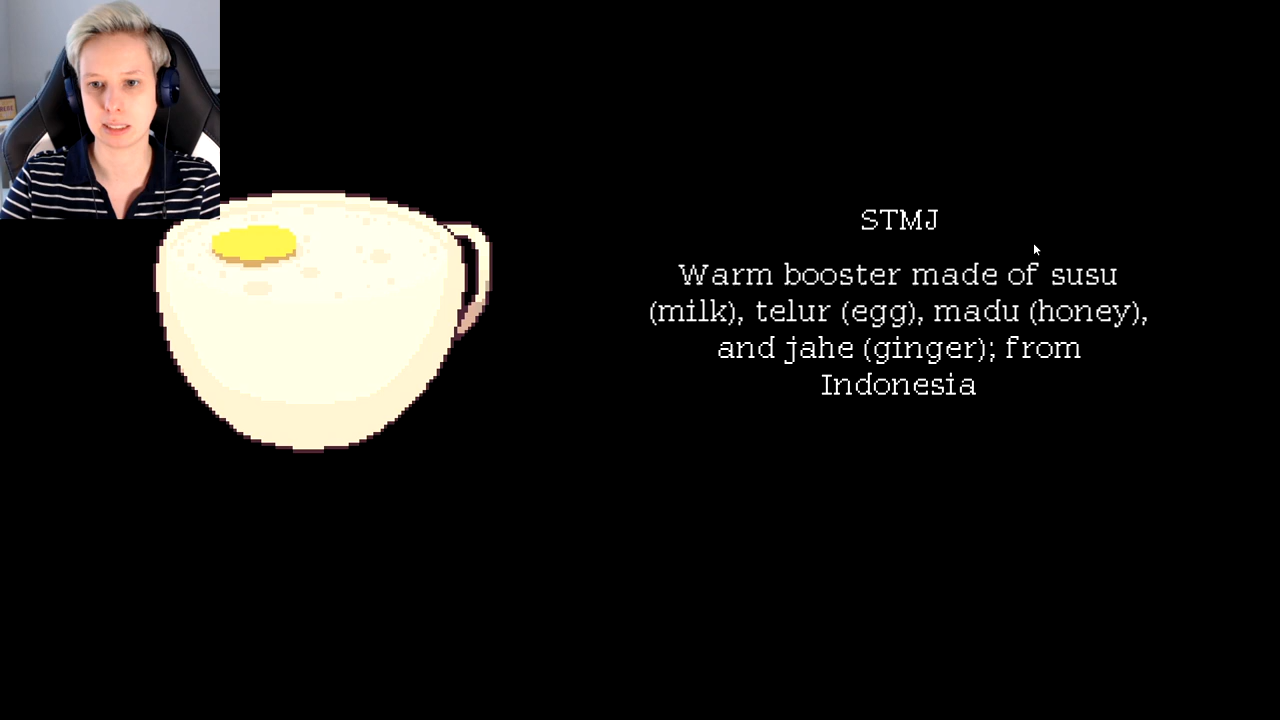 STMJ
Warm booster made of susu
(milk), telur (egg), madu (honey),
and jahe (ginger); from
Indonesia